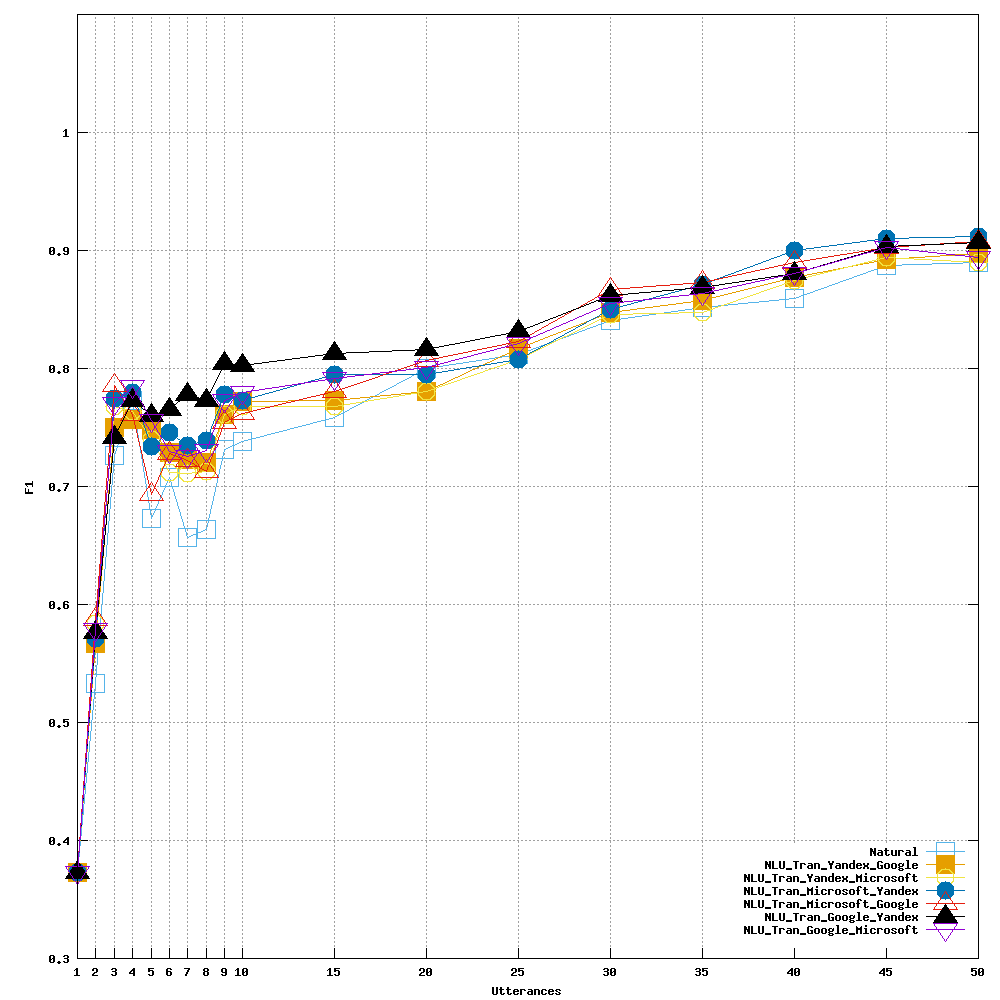 1
0.9
0.8
0.7
F1
0.6
0.5
0.4
0.3
Natural
NLU_Tran_Yandex_Google
NLU_Tran_Yandex_Microsoft
NLU_Tran_Microsoft_Yandex
NLU_Tran_Microsoft_Google
NLU_Tran_Google_Yandex
NLU_Tran_Google_Microsoft
1 2 3 4 5 6 7 8 9 10 15 20 25 30 35 40 45 50
Utterances